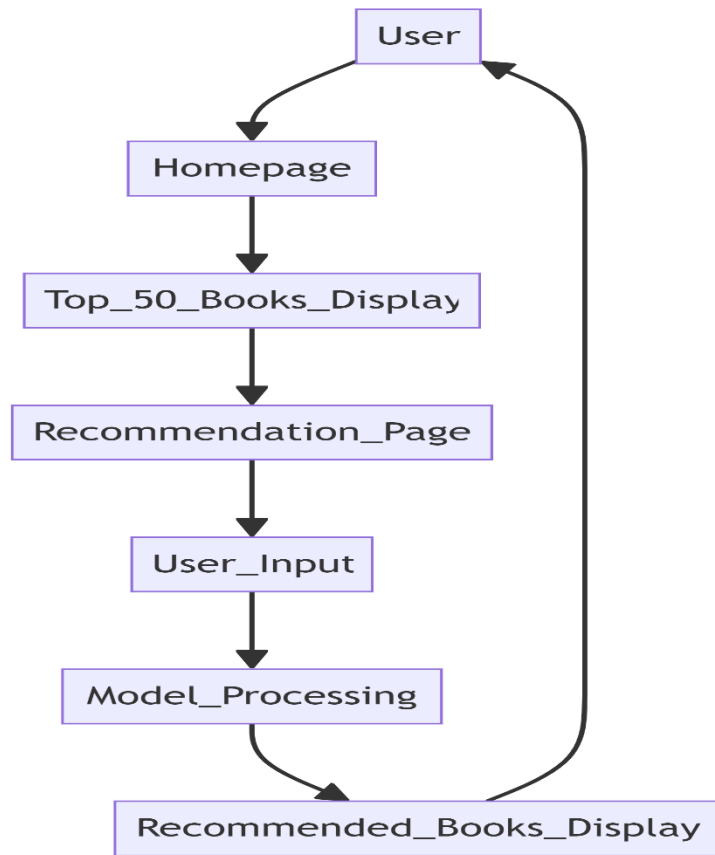 User
Homepage
Top_50_Books_Display
Recommendation_Page
User_Input
Model_Processing
Recommended_Books_Display